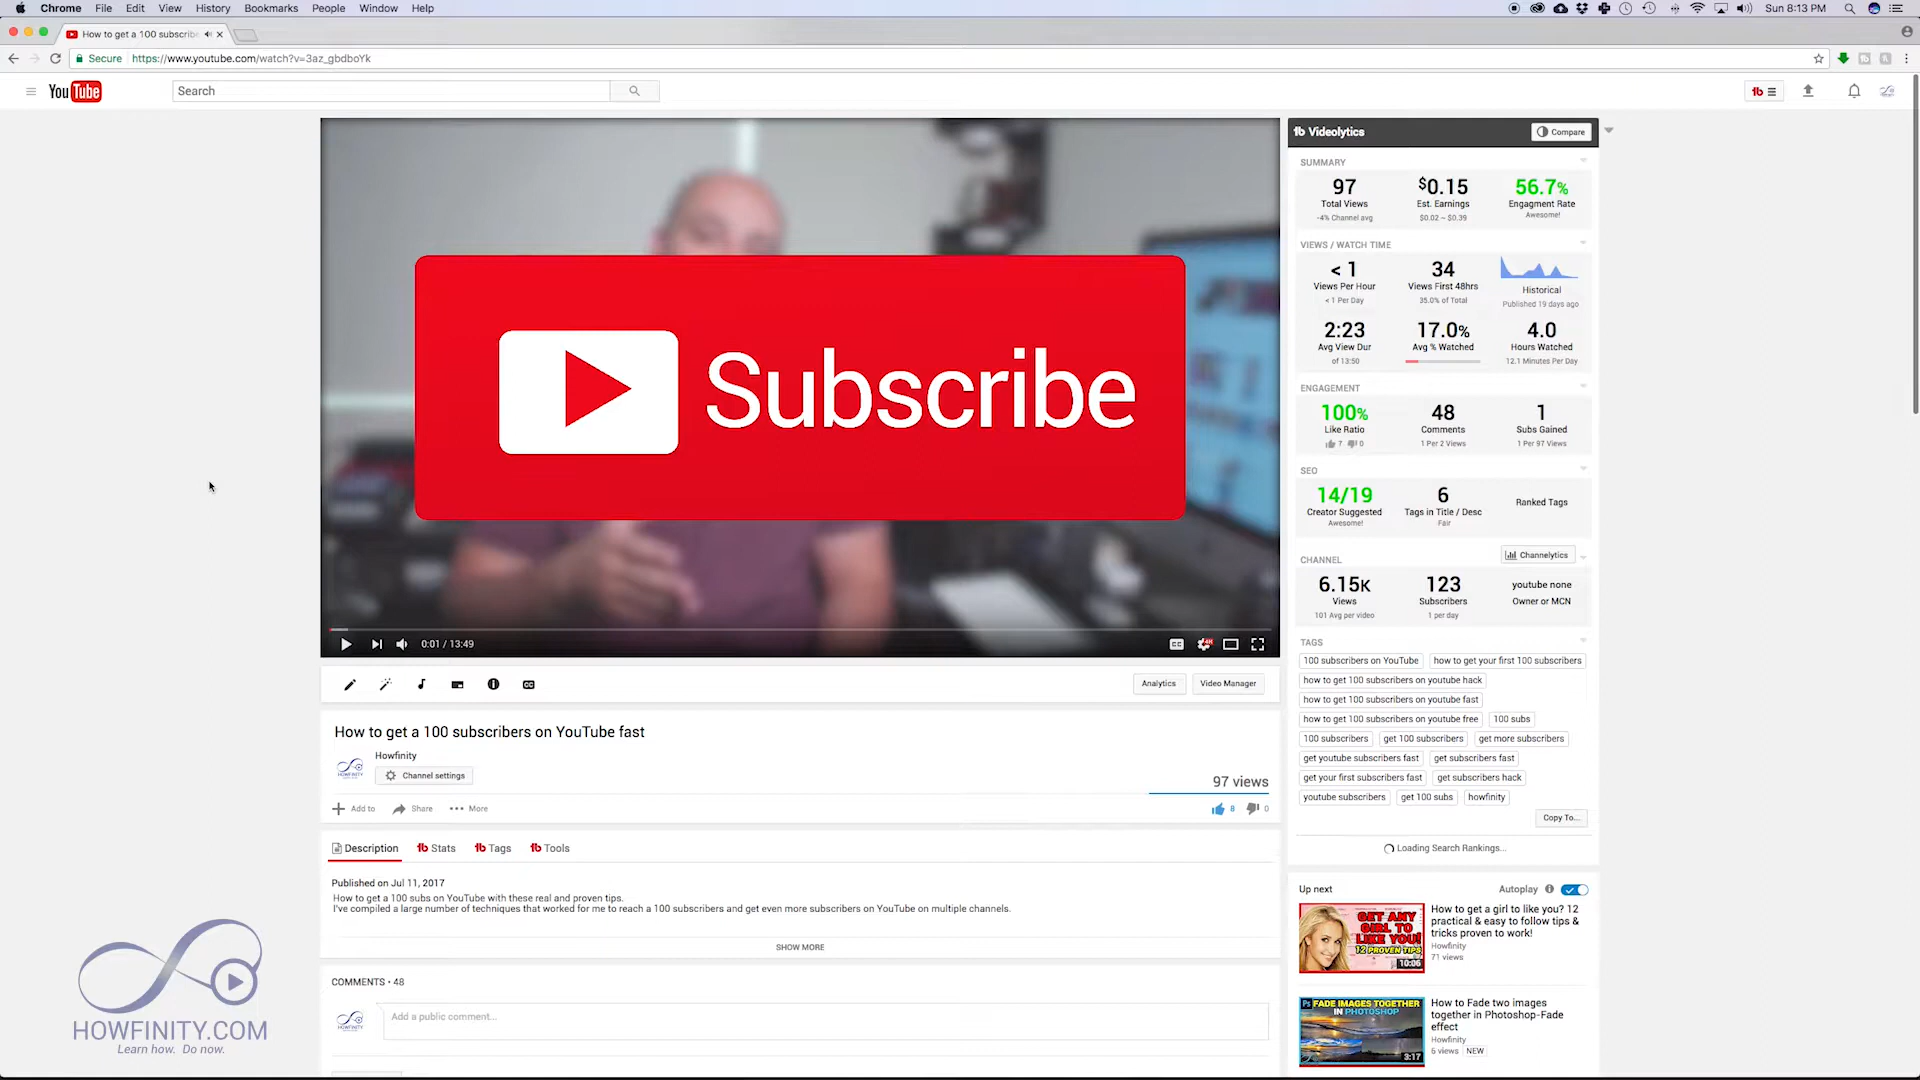 Chrome File Edit View History Bookmarks People Window Help
Sun 8:13 PM
How to get a 100 subscribe
Secure https://www.youtube.com/watch?v=3az_gbdboYk
YouTube
Search
tb
Subscribe
0:01 / 13:49
CC
4K
Analytics
Video Manager
How to get a 100 subscribers on YouTube fast
HOWFINITY
Howfinity
Channel settings
97 views
Add to
Share
More
8
0
Description
tb Stats
tb Tags
tb Tools
Published on Jul 11, 2017
How to get a 100 subs on YouTube with these real and proven tips.
I've compiled a large number of techniques that worked for me to reach a 100 subscribers and get even more subscribers on YouTube on multiple channels.
SHOW MORE
COMMENTS • 48
HOWFINITY
Add a public comment...
tb Videolytics
Compare
SUMMARY
97 $0.15 56.7%
Total Views Est. Earnings Engagment Rate
-4% Channel avg $0.02 ~ $0.39 Awesome!
VIEWS / WATCH TIME
< 1 34
Views Per Hour Views First 48hrs Historical
< 1 Per Day 35.0% of Total Published 19 days ago
2:23 17.0% 4.0
Avg View Dur Avg % Watched Hours Watched
of 13:50 12.1 Minutes Per Day
ENGAGEMENT
100% 48 1
Like Ratio Comments Subs Gained
7 0 1 Per 2 Views 1 Per 97 Views
SEO
14/19 6 Ranked Tags
Creator Suggested Tags in Title / Desc
Awesome! Fair
CHANNEL
Channelytics
6.15K 123 youtube none
Views Subscribers Owner or MCN
101 Avg per video 1 per day
TAGS
100 subscribers on YouTube how to get your first 100 subscribers
how to get 100 subscribers on youtube hack
how to get 100 subscribers on youtube fast
how to get 100 subscribers on youtube free 100 subs
100 subscribers get 100 subscribers get more subscribers
get youtube subscribers fast get subscribers fast
get your first subscribers fast get subscribers hack
youtube subscribers get 100 subs howfinity
Copy To...
Loading Search Rankings...
Up next
Autoplay
GET ANY
GIRL TO
LIKE YOU!
12 PROVEN TIPS
10:06
How to get a girl to like you? 12
practical & easy to follow tips &
tricks proven to work!
Howfinity
71 views
Ps FADE IMAGES TOGETHER
IN PHOTOSHOP
3:17
How to Fade two images
together in Photoshop-Fade
effect
Howfinity
6 views NEW
HOWFINITY.COM
Learn how. Do now.